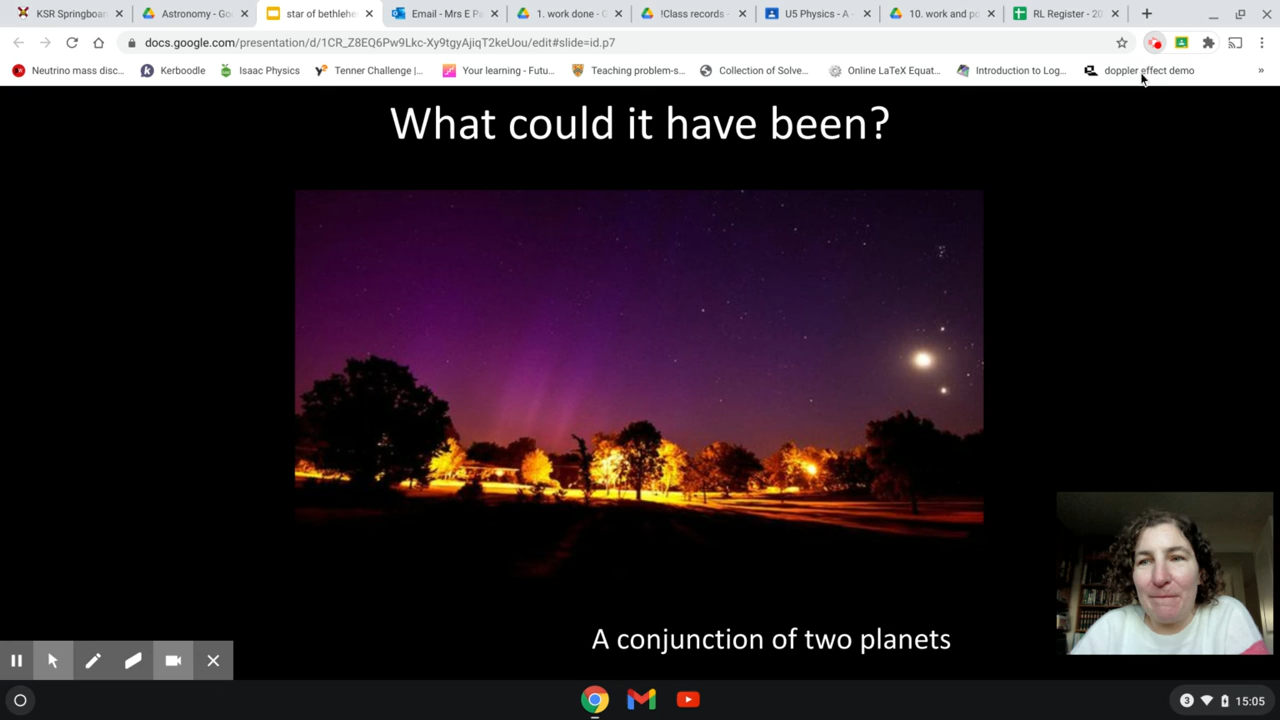 KSR Springboar
Astronomy - Go
star of bethlehe
Email - Mrs E Pa
1. work done - G
!Class records -
U5 Physics - A -
10. work and po
RL Register - 20
docs.google.com/presentation/d/1CR_Z8EQ6Pw9Lkc-Xy9tgyAjiqT2keUou/edit#slide=id.p7
Neutrino mass disc...
Kerboodle
Isaac Physics
Tenner Challenge |...
Your learning - Futu...
Teaching problem-s...
Collection of Solve...
Online LaTeX Equat...
Introduction to Log...
doppler effect demo
»
What could it have been?
A conjunction of two planets
3
15:05